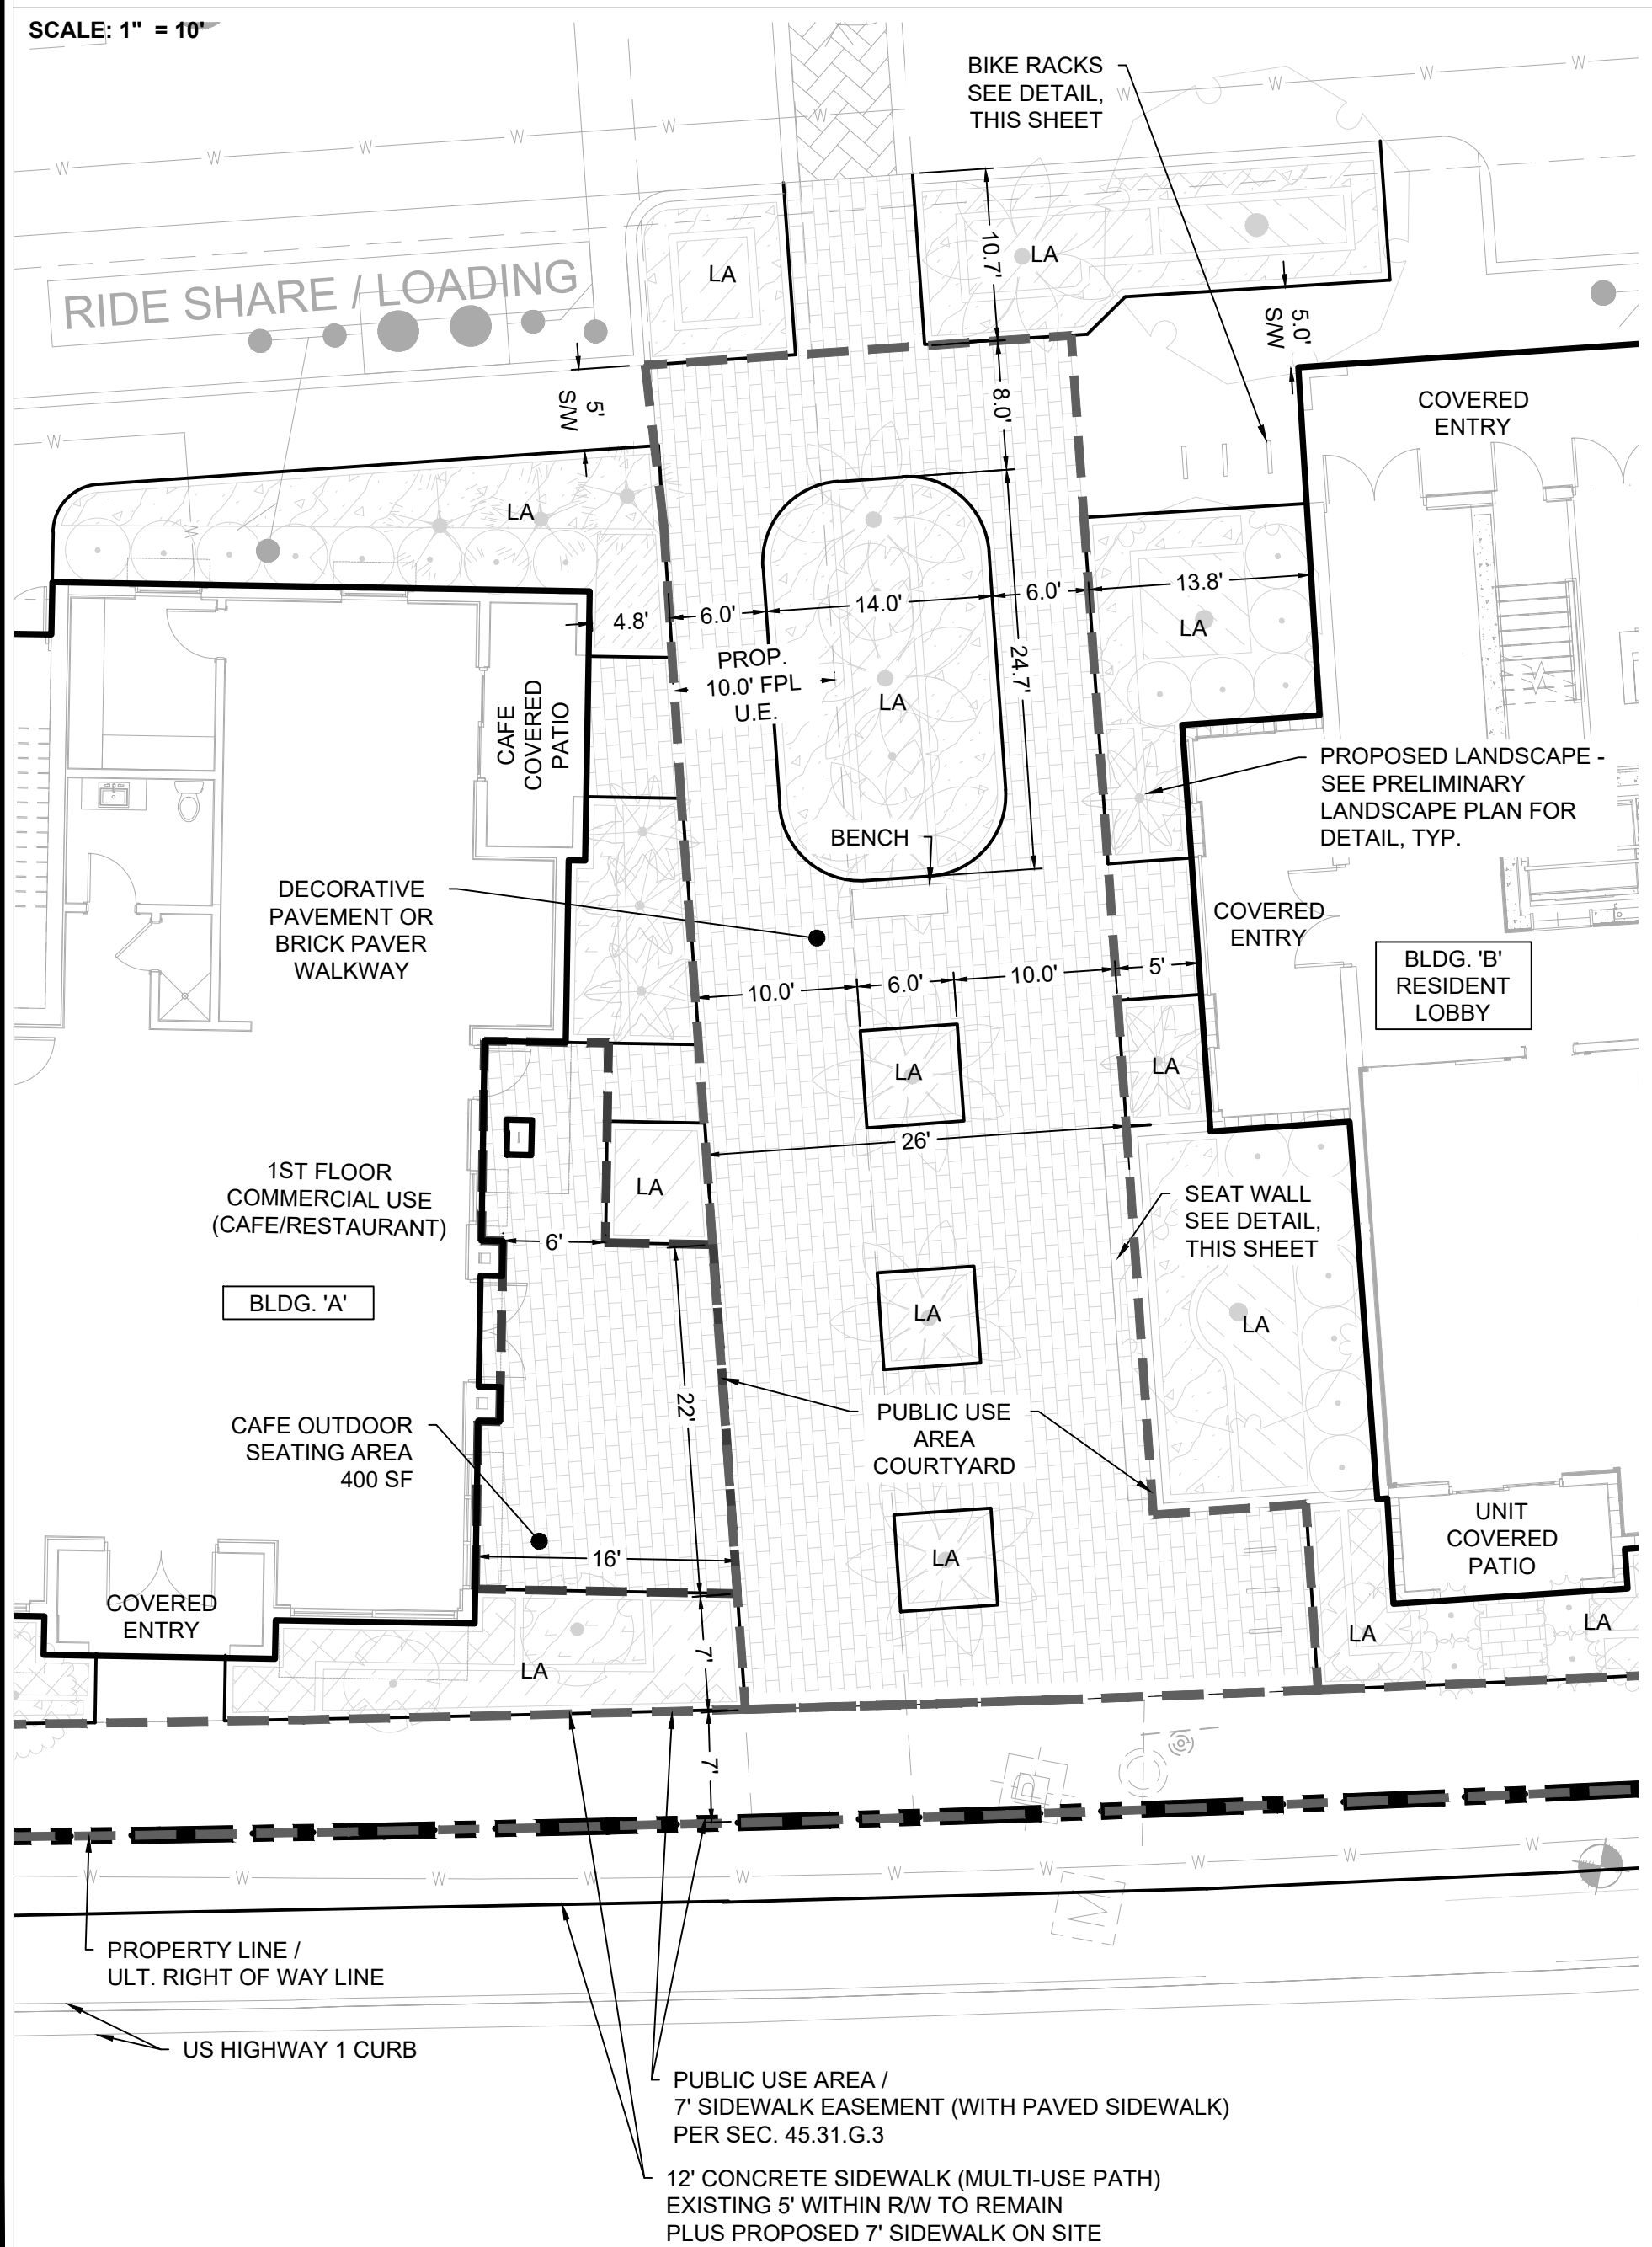 SCALE: 1" = 10'
BIKE RACKS
SEE DETAIL,
THIS SHEET
W W W W W
W W W W
10.7'
LA
LA
RIDE SHARE / LOADING
5.0'
S/W
5'
S/W
8.0'
COVERED
ENTRY
W
W
LA
4.8'
6.0'
14.0'
6.0'
13.8'
LA
24.7'
PROP.
10.0' FPL
U.E.
LA
CAFE
COVERED
PATIO
PROPOSED LANDSCAPE -
SEE PRELIMINARY
LANDSCAPE PLAN FOR
DETAIL, TYP.
BENCH
DECORATIVE
PAVEMENT OR
BRICK PAVER
WALKWAY
COVERED
ENTRY
BLDG. 'B'
RESIDENT
LOBBY
10.0'
6.0'
10.0'
5'
LA
LA
26'
1ST FLOOR
COMMERCIAL USE
(CAFE/RESTAURANT)
LA
SEAT WALL
SEE DETAIL,
THIS SHEET
6'
BLDG. 'A'
LA
LA
22'
CAFE OUTDOOR
SEATING AREA
400 SF
PUBLIC USE
AREA
COURTYARD
UNIT
COVERED
PATIO
16'
LA
COVERED
ENTRY
LA
LA
LA
7'
7'
P
W W W W W W W W W
M
PROPERTY LINE /
ULT. RIGHT OF WAY LINE
US HIGHWAY 1 CURB
PUBLIC USE AREA /
7' SIDEWALK EASEMENT (WITH PAVED SIDEWALK)
PER SEC. 45.31.G.3
12' CONCRETE SIDEWALK (MULTI-USE PATH)
EXISTING 5' WITHIN R/W TO REMAIN
PLUS PROPOSED 7' SIDEWALK ON SITE